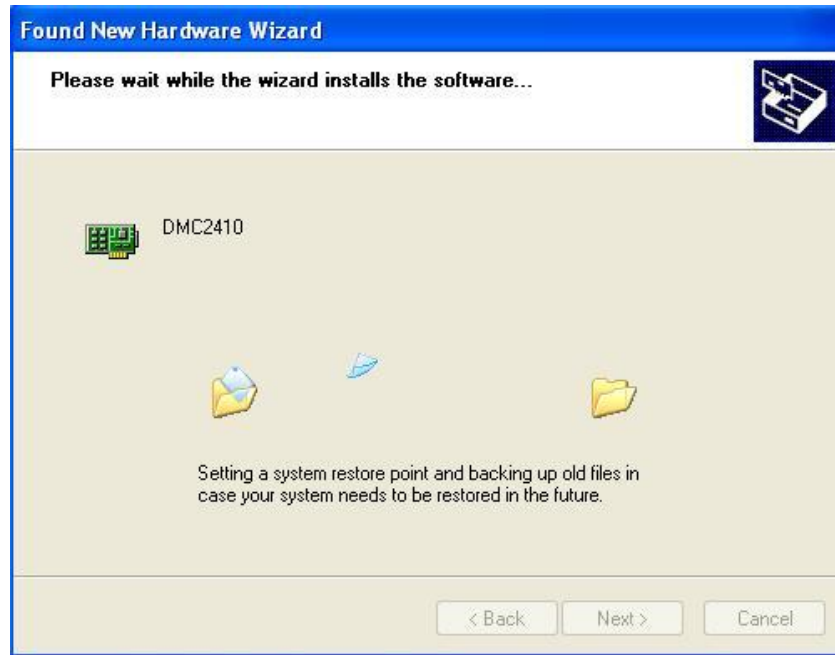 Found New Hardware Wizard
Please wait while the wizard installs the software...
DMC2410
Setting a system restore point and backing up old files in
case your system needs to be restored in the future.
< Back
Next >
Cancel